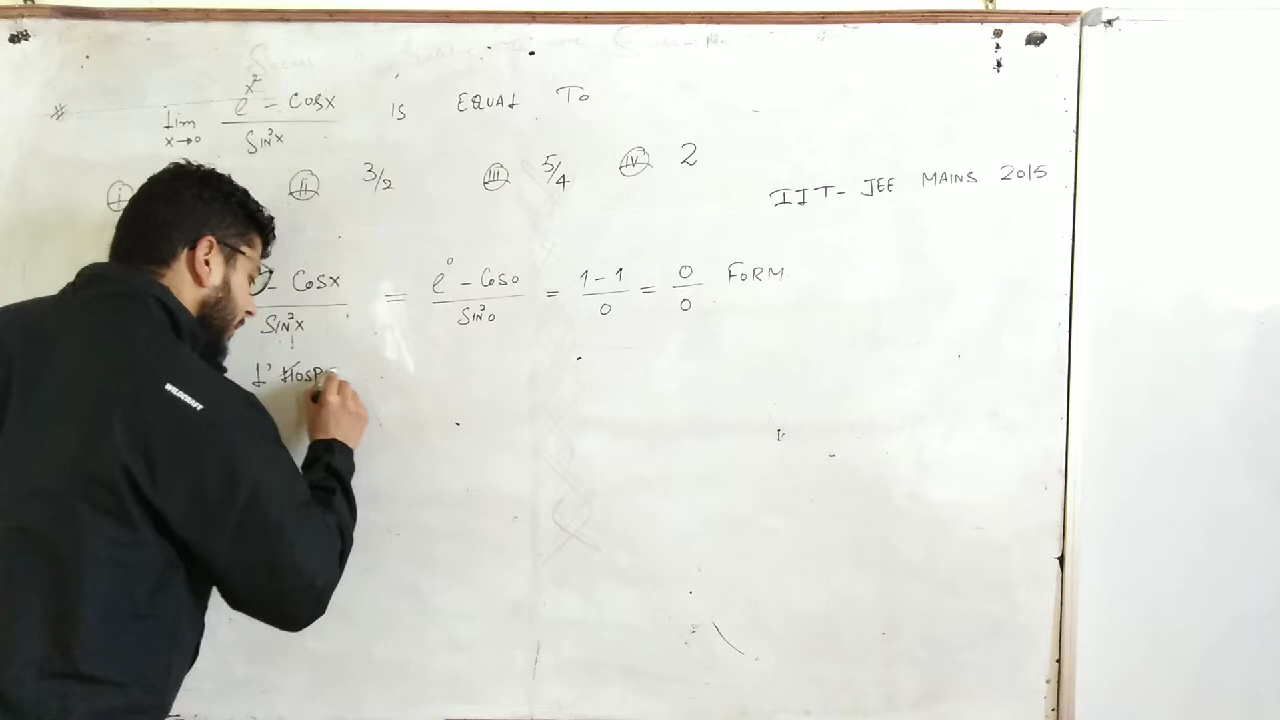 # lim x→0 e^x² - Cosx / Sin²x IS EQUAL TO
(i) (ii) 3/2 (iii) 5/4 (iv) 2
IIT- JEE MAINS 2015
- Cosx / Sin²x = e⁰ - Cos0 / Sin²0 = 1-1 / 0 = 0/0 FORM
L' HOSP
WILDCRAFT